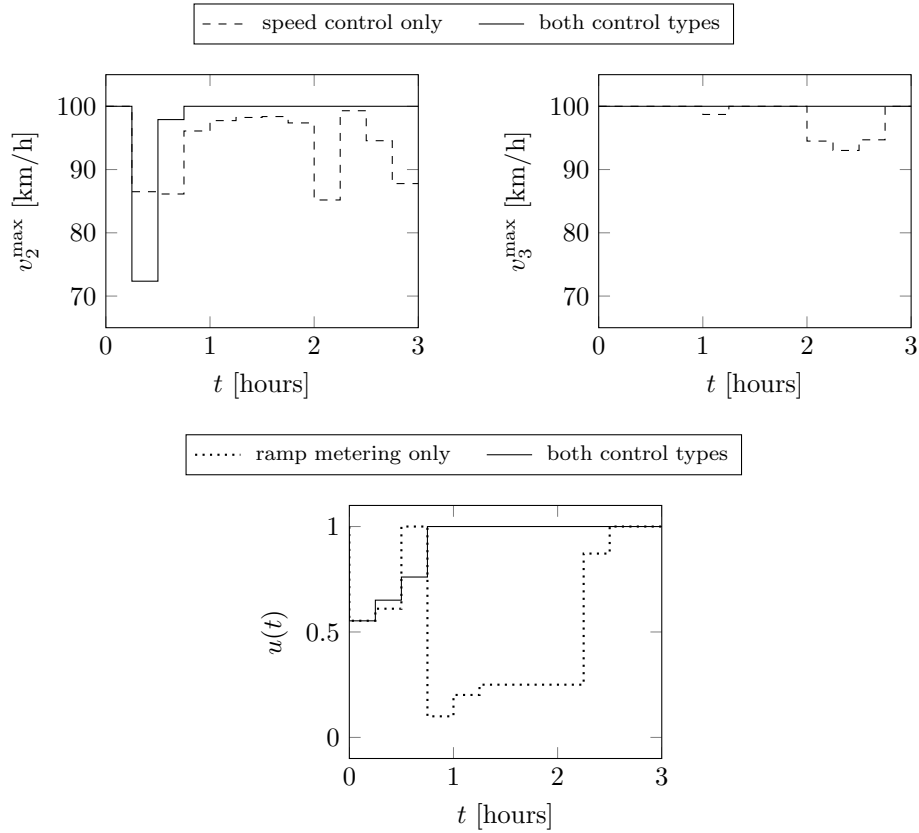 speed control only both control types
100
90
80
70
0 1 2 3
t [hours]
v_2^max [km/h]
100
90
80
70
0 1 2 3
t [hours]
v_3^max [km/h]
ramp metering only both control types
1
0.5
0
0 1 2 3
t [hours]
u(t)